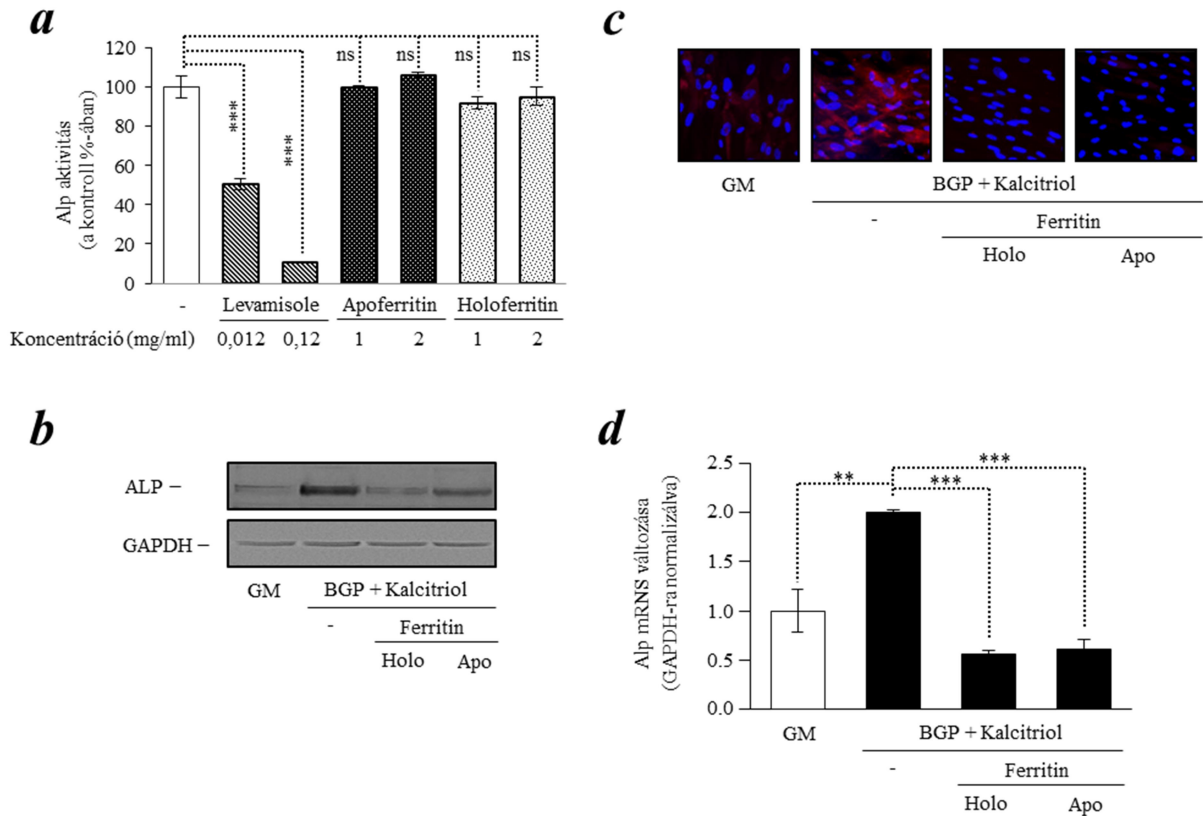 a
Alp aktivitás
(a kontroll %-ában)
120
100
80
60
40
20
0
***
***
ns
ns
ns
ns
-
Levamisole
Apoferritin
Holoferritin
Koncentráció (mg/ml)
0,012
0,12
1
2
1
2
b
ALP –
GAPDH –
GM
BGP + Kalcitriol
-
Ferritin
Holo
Apo
c
GM
BGP + Kalcitriol
-
Ferritin
Holo
Apo
d
Alp mRNS változása
(GAPDH-ra normalizálva)
2.5
2.0
1.5
1.0
0.5
0.0
**
***
***
GM
BGP + Kalcitriol
-
Ferritin
Holo
Apo